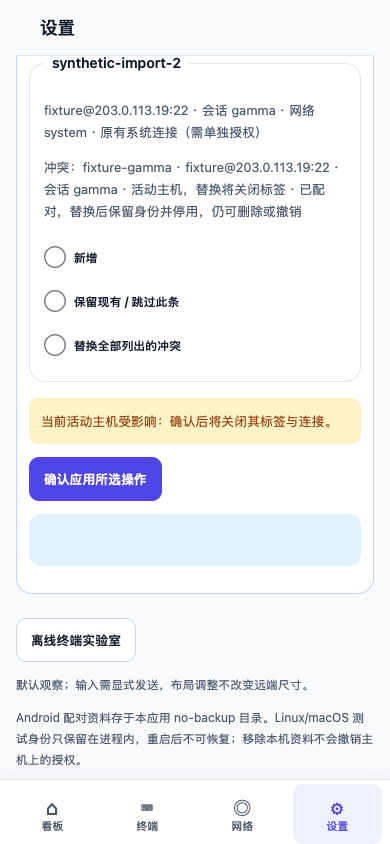 设置
synthetic-import-2
fixture@203.0.113.19:22 · 会话 gamma · 网络
system · 原有系统连接（需单独授权）
冲突：fixture-gamma · fixture@203.0.113.19:22 ·
会话 gamma · 活动主机，替换将关闭标签 · 已配
对，替换后保留身份并停用，仍可删除或撤销
新增
保留现有 / 跳过此条
替换全部列出的冲突
当前活动主机受影响：确认后将关闭其标签与连接。
确认应用所选操作
离线终端实验室
默认观察；输入需显式发送，布局调整不改变远端尺寸。
Android 配对资料存于本应用 no-backup 目录。Linux/macOS 测
试身份只保留在进程内，重启后不可恢复；移除本机资料不会撤销主
机上的授权。
看板
终端
网络
设置